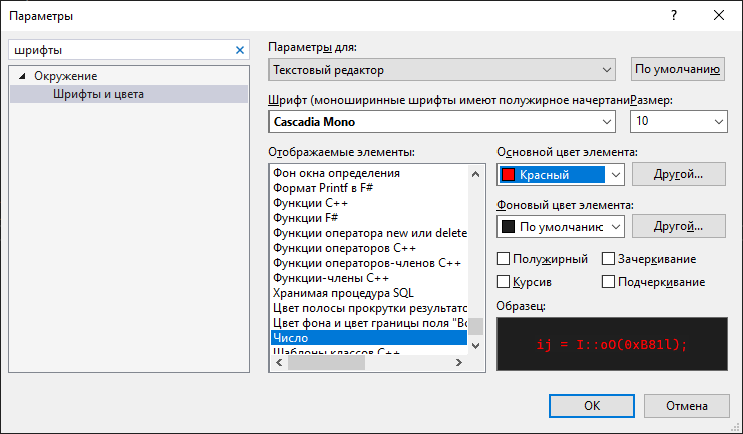 Параметры
шрифты
Окружение
Шрифты и цвета
Параметры для:
Текстовый редактор
По умолчанию
Шрифт (моноширинные шрифты имеют полужирное начертани
Размер:
Cascadia Mono
10
Отображаемые элементы:
Фон окна определения
Формат Printf в F#
Функции C++
Функции F#
Функции оператора new или delete
Функции операторов C++
Функции операторов-членов C++
Функции-члены C++
Хранимая процедура SQL
Цвет полосы прокрутки результато
Цвет фона и цвет границы поля "Вс
Число
Шаблоны классов C++
Основной цвет элемента:
Красный
Другой...
Фоновый цвет элемента:
По умолчанию
Другой...
Полужирный
Зачеркивание
Курсив
Подчеркивание
Образец:
ij = I::oO(0xB81l);
ОК
Отмена